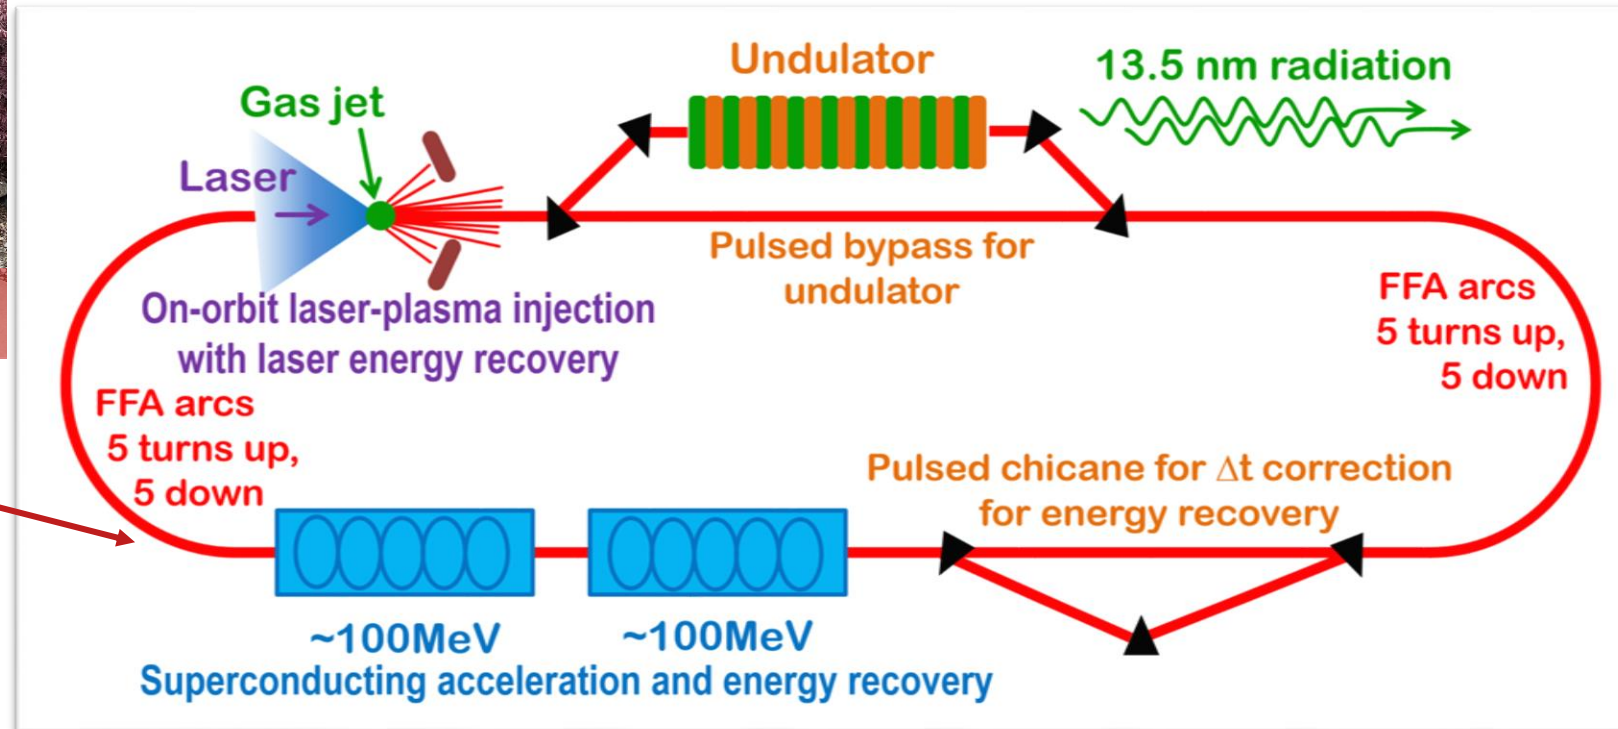 Undulator
13.5 nm radiation
Gas jet
Laser
Pulsed bypass for
undulator
On-orbit laser-plasma injection
with laser energy recovery
FFA arcs
5 turns up,
5 down
FFA arcs
5 turns up,
5 down
Pulsed chicane for Δt correction
for energy recovery
~100MeV
~100MeV
Superconducting acceleration and energy recovery